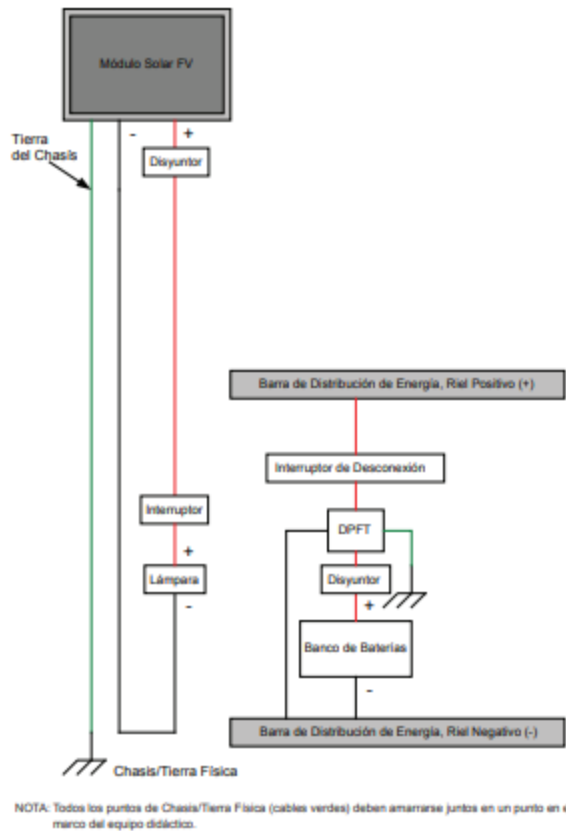 Módulo Solar FV
- +
Tierra
del Chasís
Disyuntor
Barra de Distribución de Energía, Riel Positivo (+)
Interruptor de Desconexión
Interruptor
DPFT
+
Lámpara
Disyuntor
-
+
Banco de Baterías
-
Barra de Distribución de Energía, Riel Negativo (-)
Chasis/Tierra Física
NOTA: Todos los puntos de Chasis/Tierra Física (cables verdes) deben amarrarse juntos en un punto en e
marco del equipo didáctico.